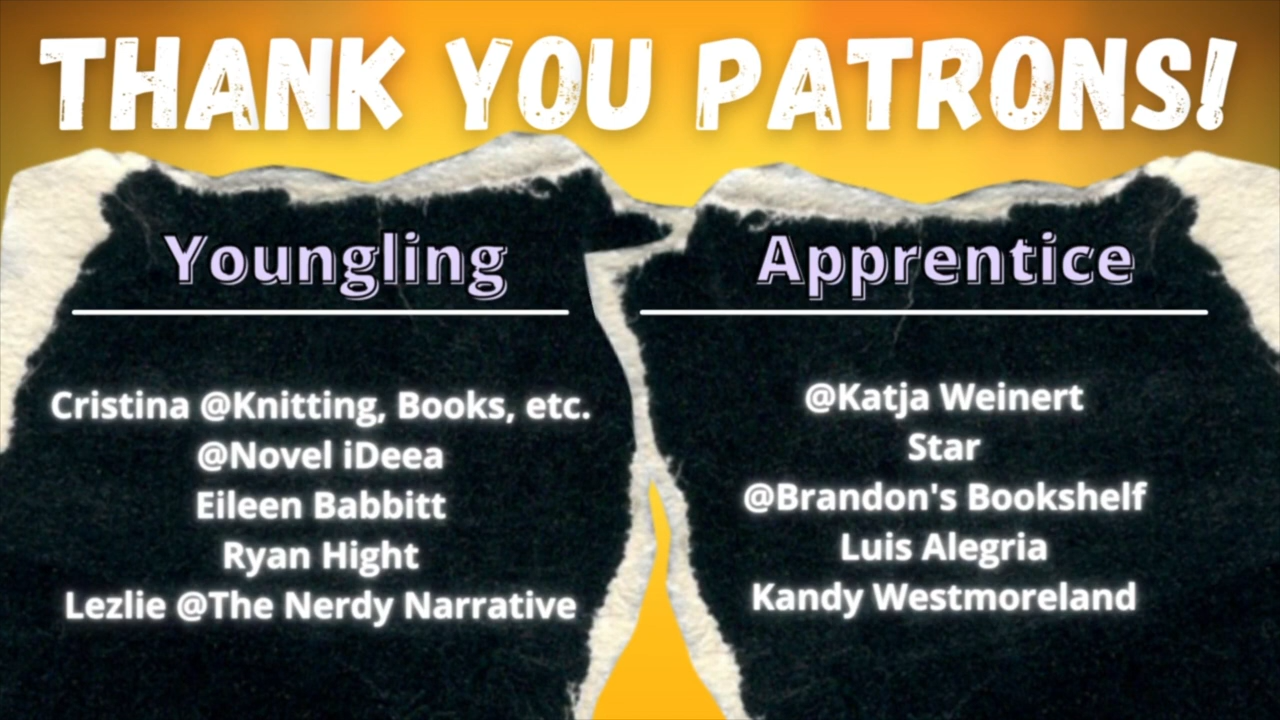 THANK YOU PATRONS!
Youngling
Cristina @Knitting, Books, etc.
@Novel iDeea
Eileen Babbitt
Ryan Hight
Lezlie @The Nerdy Narrative
Apprentice
@Katja Weinert
Star
@Brandon's Bookshelf
Luis Alegria
Kandy Westmoreland